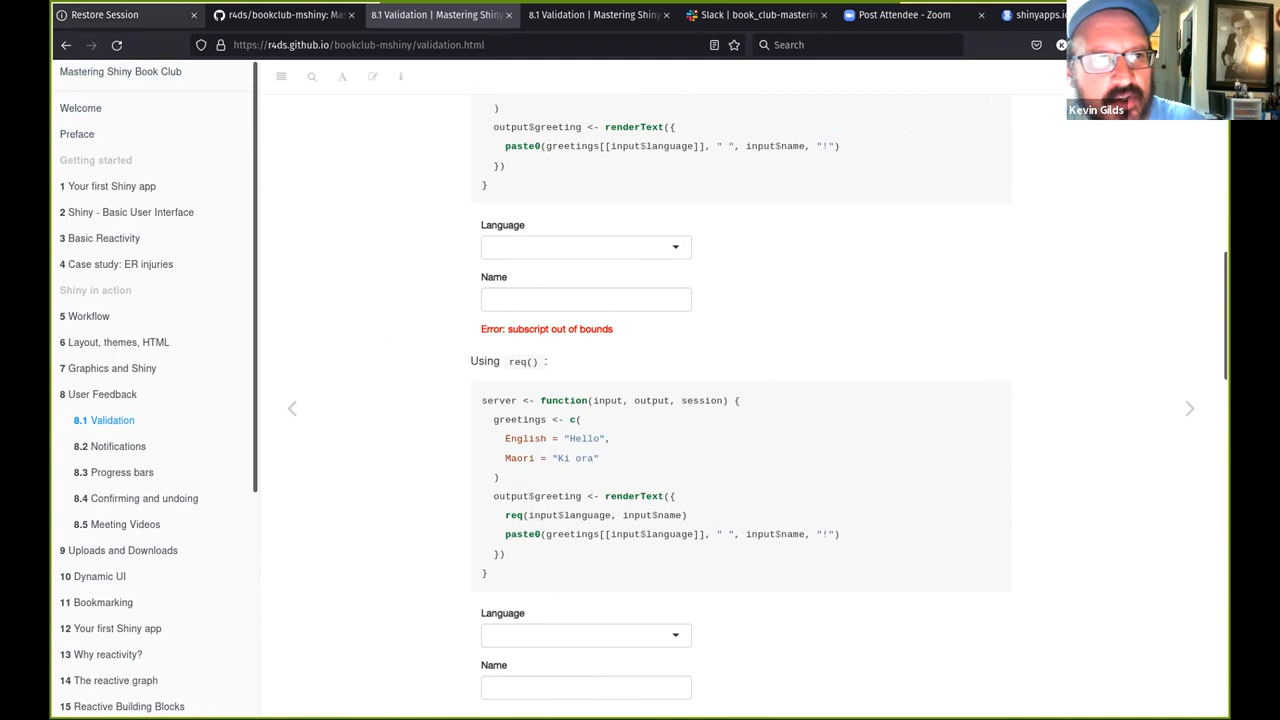 Restore Session
r4ds/bookclub-mshiny: Mas
8.1 Validation | Mastering Shiny
8.1 Validation | Mastering Shiny
Slack | book_club-masterin
Post Attendee - Zoom
shinyapps.io
https://r4ds.github.io/bookclub-mshiny/validation.html
Search
Kevin Gilds
Mastering Shiny Book Club
Welcome
Preface
Getting started
1 Your first Shiny app
2 Shiny - Basic User Interface
3 Basic Reactivity
4 Case study: ER injuries
Shiny in action
5 Workflow
6 Layout, themes, HTML
7 Graphics and Shiny
8 User Feedback
8.1 Validation
8.2 Notifications
8.3 Progress bars
8.4 Confirming and undoing
8.5 Meeting Videos
9 Uploads and Downloads
10 Dynamic UI
11 Bookmarking
12 Your first Shiny app
13 Why reactivity?
14 The reactive graph
15 Reactive Building Blocks
)
output$greeting <- renderText({
paste0(greetings[[input$language]], " ", input$name, "!")
})
}
Language
Name
Error: subscript out of bounds
Using req() :
server <- function(input, output, session) {
greetings <- c(
English = "Hello",
Maori = "Ki ora"
)
output$greeting <- renderText({
req(input$language, input$name)
paste0(greetings[[input$language]], " ", input$name, "!")
})
}
Language
Name